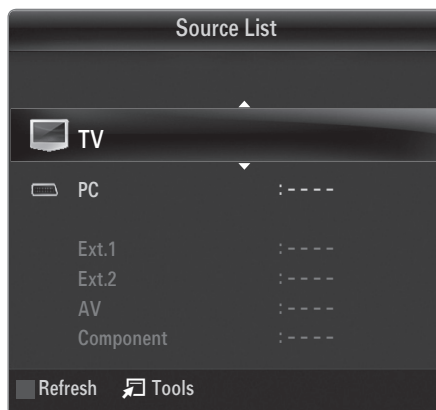 Source List
TV
PC : - - - -
Ext.1 : - - - -
Ext.2 : - - - -
AV : - - - -
Component : - - - -
Refresh Tools